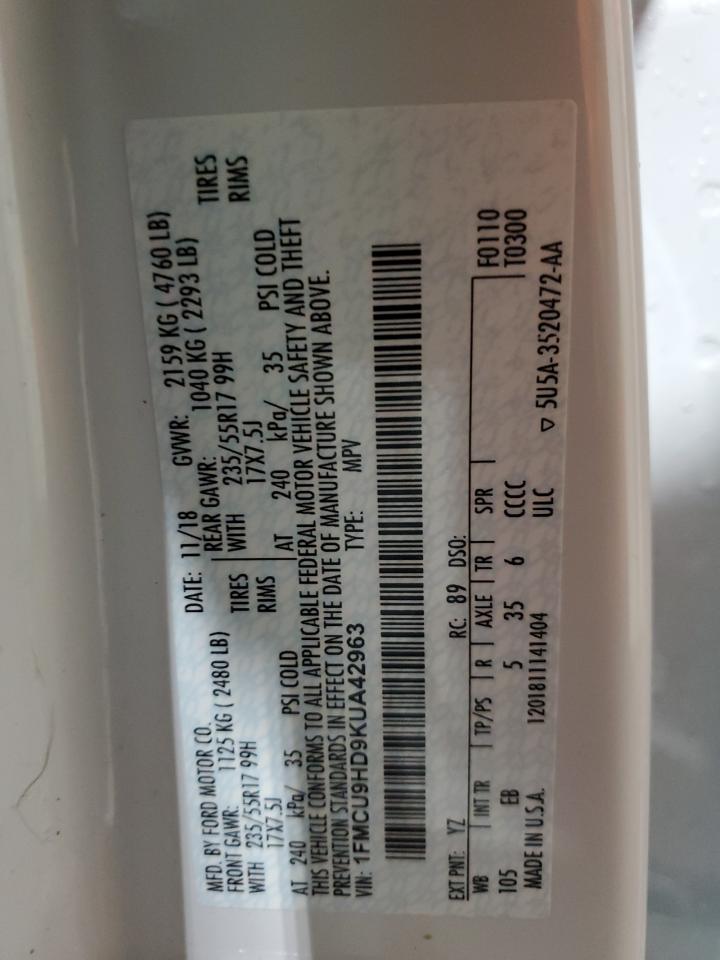 MFD. BY FORD MOTOR CO.
DATE: 11/18 GVWR: 2159 KG ( 4760 LB)
FRONT GAWR: 1125 KG ( 2480 LB) REAR GAWR: 1040 KG ( 2293 LB)
WITH 235/55R17 99H TIRES WITH 235/55R17 99H TIRES
17X7.5J RIMS 17X7.5J RIMS
AT 240 kPa/ 35 PSI COLD AT 240 kPa/ 35 PSI COLD
THIS VEHICLE CONFORMS TO ALL APPLICABLE FEDERAL MOTOR VEHICLE SAFETY AND THEFT
PREVENTION STANDARDS IN EFFECT ON THE DATE OF MANUFACTURE SHOWN ABOVE.
VIN: 1FMCU9HD9KUA42963 TYPE: MPV
EXT PNT: YZ RC: 89 DSO: F0110
WB INT TR TP/PS R AXLE TR SPR T0300
105 EB 5 35 6 CCCC
ULC
MADE IN U.S.A. 1201811141404 ▽ 5U5A-3520472-AA